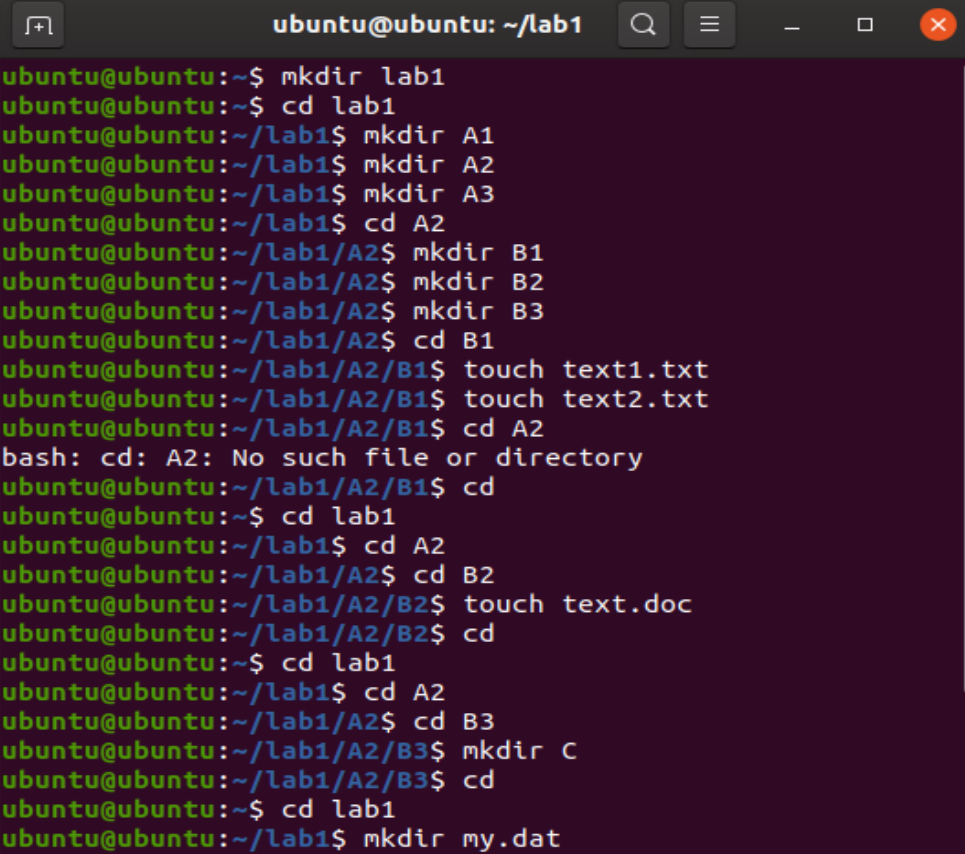 ubuntu@ubuntu: ~/lab1
ubuntu@ubuntu:~$ mkdir lab1
ubuntu@ubuntu:~$ cd lab1
ubuntu@ubuntu:~/lab1$ mkdir A1
ubuntu@ubuntu:~/lab1$ mkdir A2
ubuntu@ubuntu:~/lab1$ mkdir A3
ubuntu@ubuntu:~/lab1$ cd A2
ubuntu@ubuntu:~/lab1/A2$ mkdir B1
ubuntu@ubuntu:~/lab1/A2$ mkdir B2
ubuntu@ubuntu:~/lab1/A2$ mkdir B3
ubuntu@ubuntu:~/lab1/A2$ cd B1
ubuntu@ubuntu:~/lab1/A2/B1$ touch text1.txt
ubuntu@ubuntu:~/lab1/A2/B1$ touch text2.txt
ubuntu@ubuntu:~/lab1/A2/B1$ cd A2
bash: cd: A2: No such file or directory
ubuntu@ubuntu:~/lab1/A2/B1$ cd
ubuntu@ubuntu:~$ cd lab1
ubuntu@ubuntu:~/lab1$ cd A2
ubuntu@ubuntu:~/lab1/A2$ cd B2
ubuntu@ubuntu:~/lab1/A2/B2$ touch text.doc
ubuntu@ubuntu:~/lab1/A2/B2$ cd
ubuntu@ubuntu:~$ cd lab1
ubuntu@ubuntu:~/lab1$ cd A2
ubuntu@ubuntu:~/lab1/A2$ cd B3
ubuntu@ubuntu:~/lab1/A2/B3$ mkdir C
ubuntu@ubuntu:~/lab1/A2/B3$ cd
ubuntu@ubuntu:~$ cd lab1
ubuntu@ubuntu:~/lab1$ mkdir my.dat